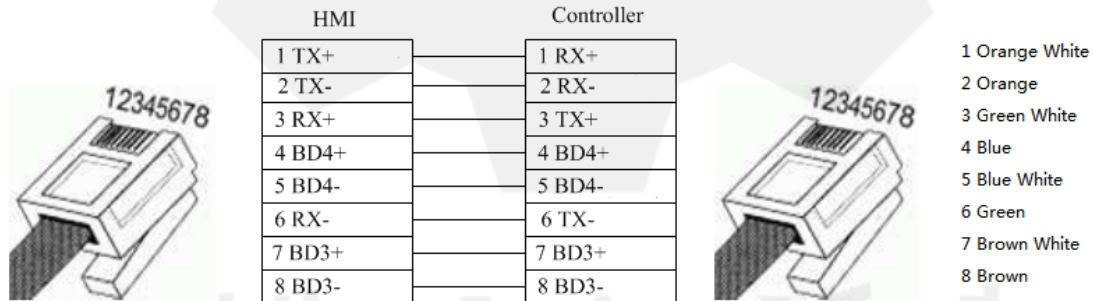 HMI
Controller
1 TX+
1 RX+
1 Orange White
2 TX-
2 RX-
2 Orange
12345678
3 RX+
3 TX+
12345678
3 Green White
4 BD4+
4 BD4+
4 Blue
5 BD4-
5 BD4-
5 Blue White
6 RX-
6 TX-
6 Green
7 BD3+
7 BD3+
7 Brown White
8 BD3-
8 BD3-
8 Brown